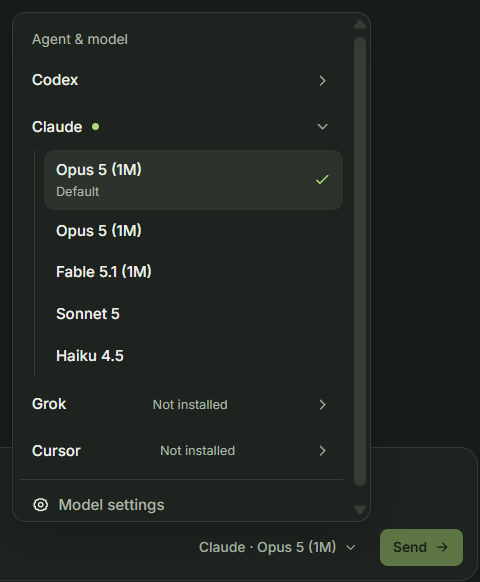 Agent & model
Codex
Claude
Opus 5 (1M)
Default
Opus 5 (1M)
Fable 5.1 (1M)
Sonnet 5
Haiku 4.5
Grok Not installed
Cursor Not installed
Model settings
Claude · Opus 5 (1M) Send →